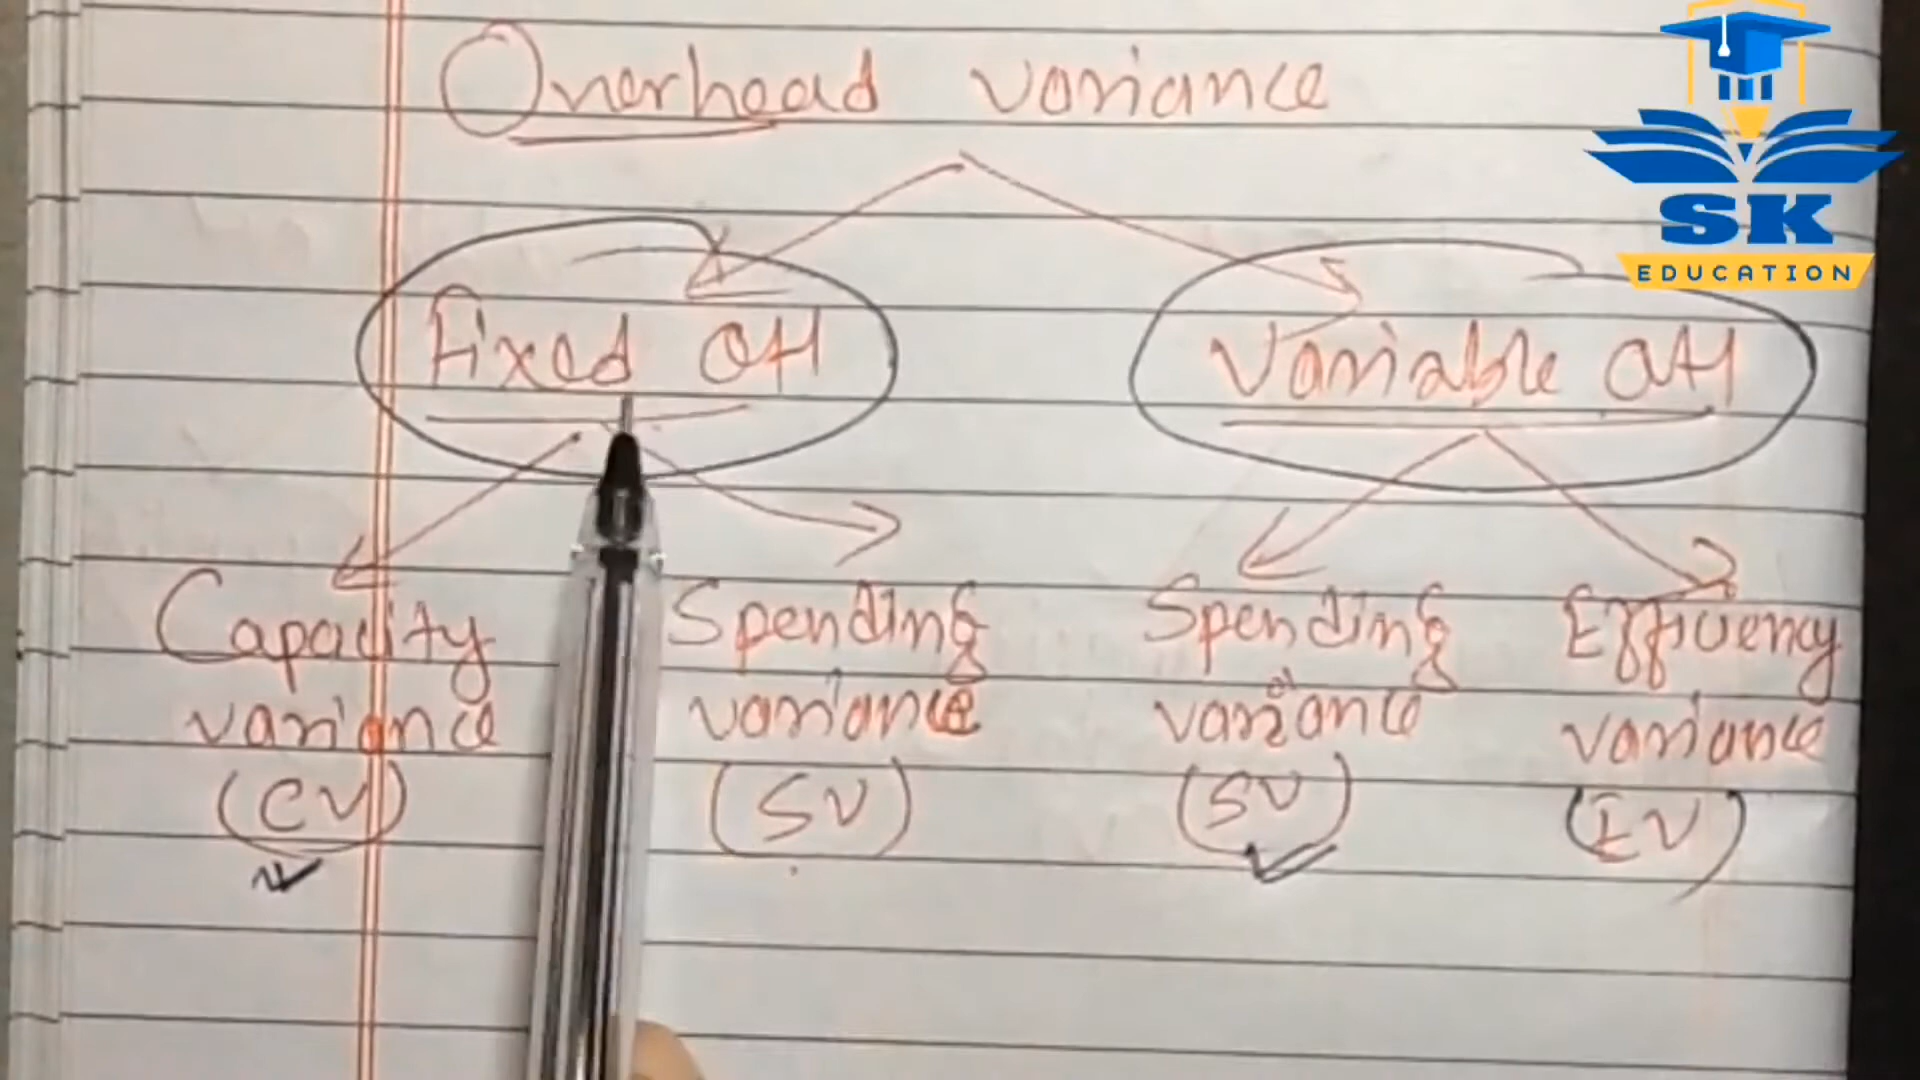 Overhead variance
Fixed OH
Variable OH
Capacity variance (CV)
Spending variance (SV)
Spending variance (SV)
Efficiency variance (EV)
SK
EDUCATION